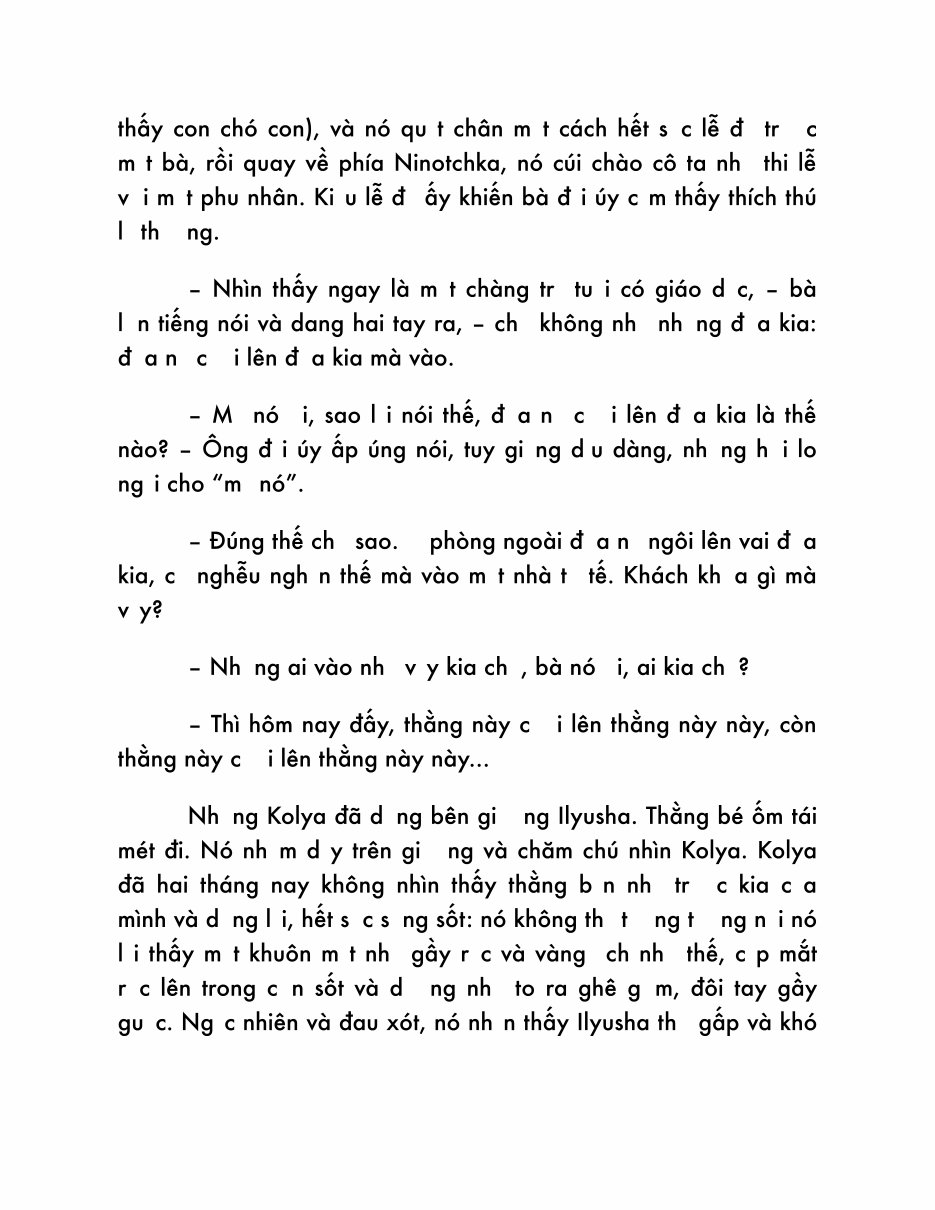 thấy con chó con), và nó qu t chân m t cách hết s c lễ đ tr c
m t bà, rồi quay về phía Ninotchka, nó cúi chào cô ta nh thi lễ
v i m t phu nhân. Ki u lễ đ ấy khiến bà đ i úy c m thấy thích thú
l th ng.
– Nhìn thấy ngay là m t chàng tr tu i có giáo d c, – bà
l n tiếng nói và dang hai tay ra, – ch không nh nh ng đ a kia:
đ a n c i lên đ a kia mà vào.
– M nó i, sao l i nói thế, đ a n c i lên đ a kia là thế
nào? – Ông đ i úy ấp úng nói, tuy gi ng d u dàng, nh ng h i lo
ng i cho “m nó”.
– Đúng thế ch sao. phòng ngoài đ a n ngôi lên vai đ a
kia, c nghễu ngh n thế mà vào m t nhà t tế. Khách kh a gì mà
v y?
– Nh ng ai vào nh v y kia ch , bà nó i, ai kia ch ?
– Thì hôm nay đấy, thằng này c i lên thằng này này, còn
thằng này c i lên thằng này này...
Nh ng Kolya đã d ng bên gi ng Ilyusha. Thằng bé ốm tái
mét đi. Nó nh m d y trên gi ng và chăm chú nhìn Kolya. Kolya
đã hai tháng nay không nhìn thấy thằng b n nh tr c kia c a
mình và d ng l i, hết s c s ng sốt: nó không th t ng t ng n i nó
l i thấy m t khuôn m t nh gầy r c và vàng ch nh thế, c p mắt
r c lên trong c n sốt và d ng nh to ra ghê g m, đôi tay gầy
gu c. Ng c nhiên và đau xót, nó nh n thấy Ilyusha th gấp và khó